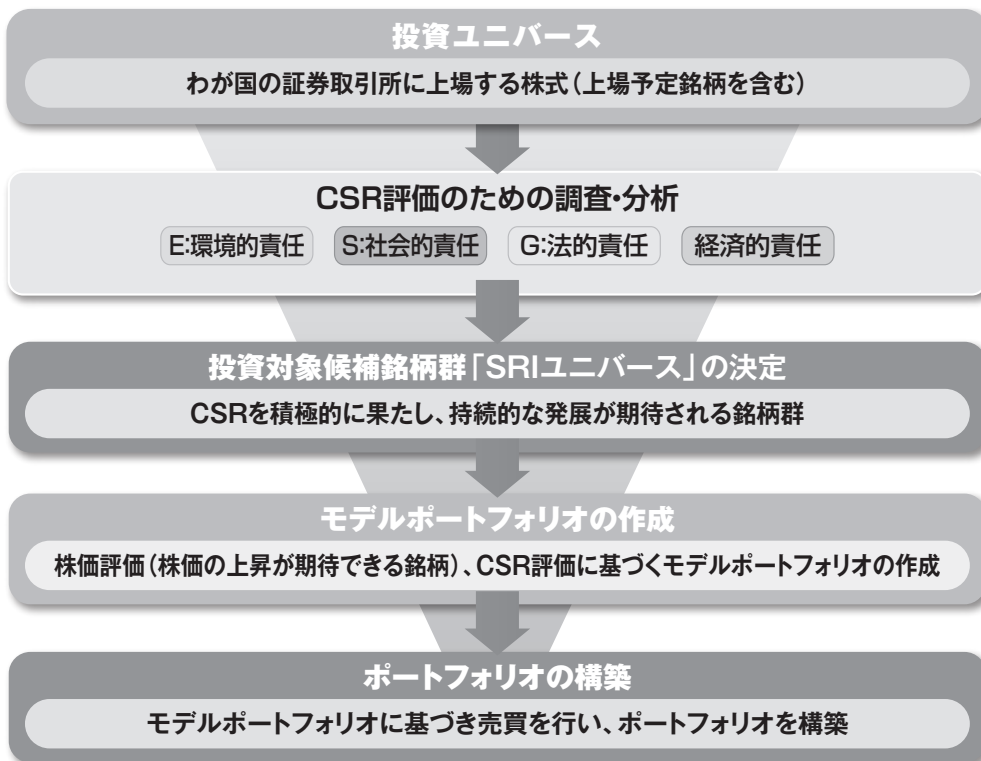 投資ユニバース
わが国の証券取引所に上場する株式（上場予定銘柄を含む）
CSR評価のための調査・分析
E:環境的責任 S:社会的責任 G:法的責任 経済的責任
投資対象候補銘柄群「SRIユニバース」の決定
CSRを積極的に果たし、持続的な発展が期待される銘柄群
モデルポートフォリオの作成
株価評価（株価の上昇が期待できる銘柄）、CSR評価に基づくモデルポートフォリオの作成
ポートフォリオの構築
モデルポートフォリオに基づき売買を行い、ポートフォリオを構築